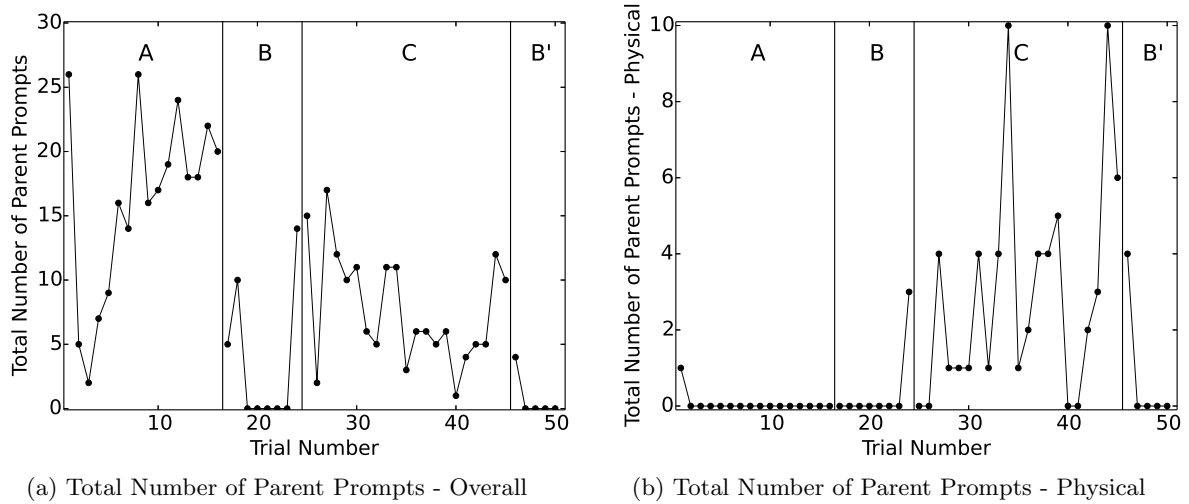 Total Number of Parent Prompts
30
25
20
15
10
5
0
A
B
C
B'
10
20
30
40
50
Trial Number
(a) Total Number of Parent Prompts - Overall
Total Number of Parent Prompts - Physical
10
8
6
4
2
0
A
B
C
B'
10
20
30
40
50
Trial Number
(b) Total Number of Parent Prompts - Physical